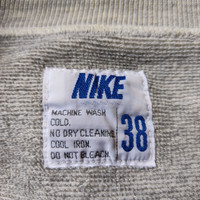 NIKE
MACHINE WASH
COLD.
NO DRY CLEANING
COOL IRON.
DO NOT BLEACH.
38